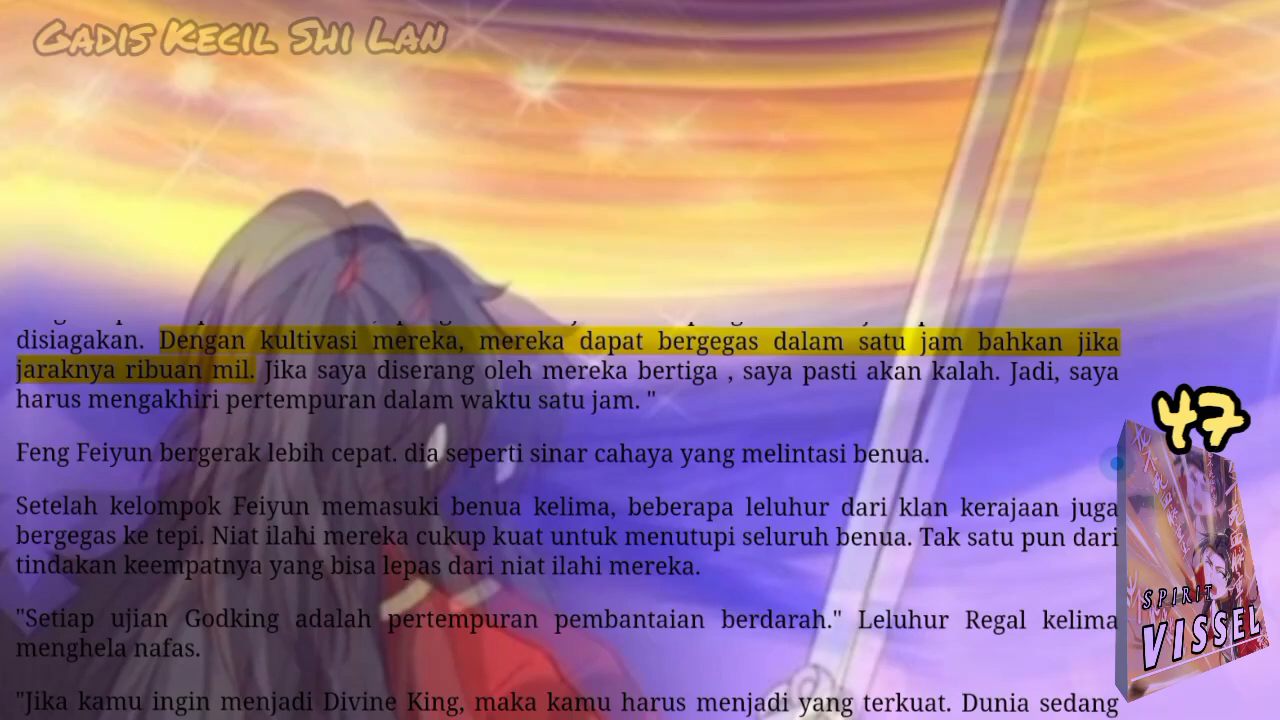 Gadis Kecil Shi Lan
disiagakan. Dengan kultivasi mereka, mereka dapat bergegas dalam satu jam bahkan jika
jaraknya ribuan mil. Jika saya diserang oleh mereka bertiga , saya pasti akan kalah. Jadi, saya
harus mengakhiri pertempuran dalam waktu satu jam. "
Feng Feiyun bergerak lebih cepat. dia seperti sinar cahaya yang melintasi benua.
Setelah kelompok Feiyun memasuki benua kelima, beberapa leluhur dari klan kerajaan juga
bergegas ke tepi. Niat ilahi mereka cukup kuat untuk menutupi seluruh benua. Tak satu pun dari
tindakan keempatnya yang bisa lepas dari niat ilahi mereka.
"Setiap ujian Godking adalah pertempuran pembantaian berdarah." Leluhur Regal kelima
menghela nafas.
"Jika kamu ingin menjadi Divine King, maka kamu harus menjadi yang terkuat. Dunia sedang
47
SPIRIT
VISSEL